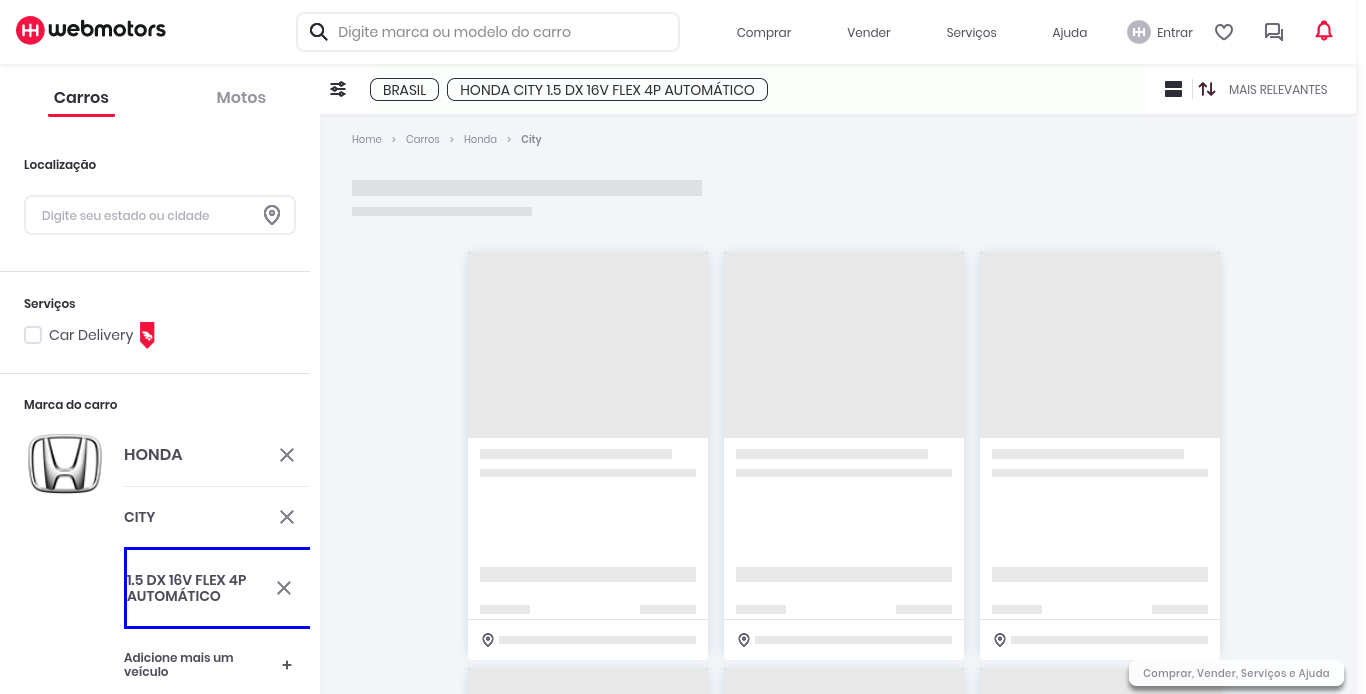 webmotors
Digite marca ou modelo do carro
Comprar
Vender
Serviços
Ajuda
Entrar
Carros
Motos
BRASIL
HONDA CITY 1.5 DX 16V FLEX 4P AUTOMÁTICO
MAIS RELEVANTES
Home > Carros > Honda > City
Localização
Digite seu estado ou cidade
Serviços
Car Delivery
Marca do carro
HONDA
CITY
1.5 DX 16V FLEX 4P
AUTOMÁTICO
Adicione mais um
veículo
+
Comprar, Vender, Serviços e Ajuda